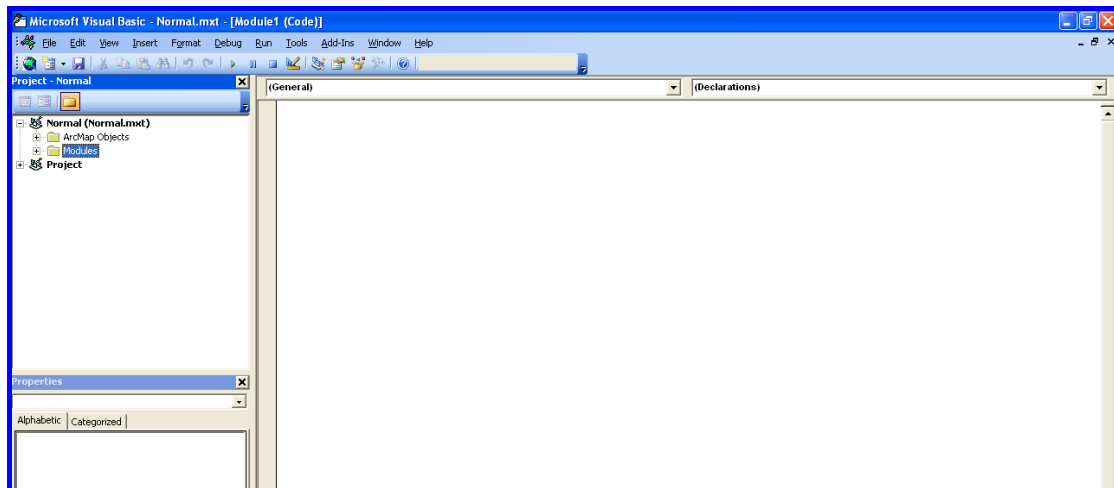 Microsoft Visual Basic - Normal.mxt - [Module1 (Code)]
File Edit View Insert Format Debug Run Tools Add-Ins Window Help
Project - Normal
(General) (Declarations)
Normal (Normal.mxt)
ArcMap Objects
Modules
Project
Properties
Alphabetic Categorized